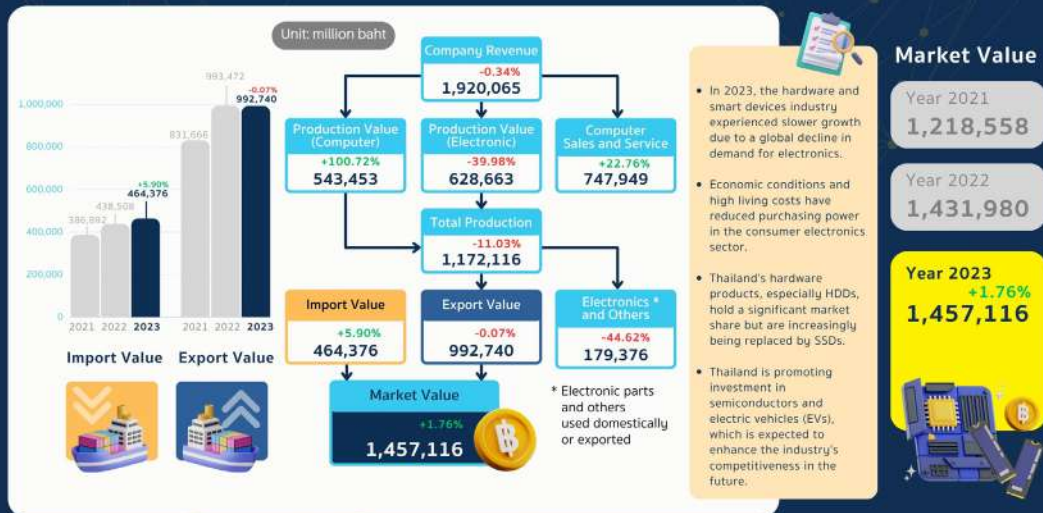 Unit: million baht
993,472
-0.07%
992,740
831,666
1,000,000
800,000
600,000
400,000
200,000
0
+5.90%
464,376
438,508
386,892
2021 2022 2023
2021 2022 2023
Import Value Export Value
Company Revenue
-0.34%
1,920,065
Production Value
(Computer)
+100.72%
543,453
Production Value
(Electronic)
-39.98%
628,663
Computer
Sales and Service
+22.76%
747,949
Total Production
-11.03%
1,172,116
Import Value
+5.90%
464,376
Export Value
-0.07%
992,740
Electronics *
and Others
-44.62%
179,376
Market Value
+1.76%
1,457,116
* Electronic parts
and others
used domestically
or exported
• In 2023, the hardware and
smart devices industry
experienced slower growth
due to a global decline in
demand for electronics.
• Economic conditions and
high living costs have
reduced purchasing power
in the consumer electronics
sector.
• Thailand's hardware
products, especially HDDs,
hold a significant market
share but are increasingly
being replaced by SSDs.
• Thailand is promoting
investment in
semiconductors and
electric vehicles (EVs),
which is expected to
enhance the industry's
competitiveness in the
future.
Market Value
Year 2021
1,218,558
Year 2022
1,431,980
Year 2023
+1.76%
1,457,116